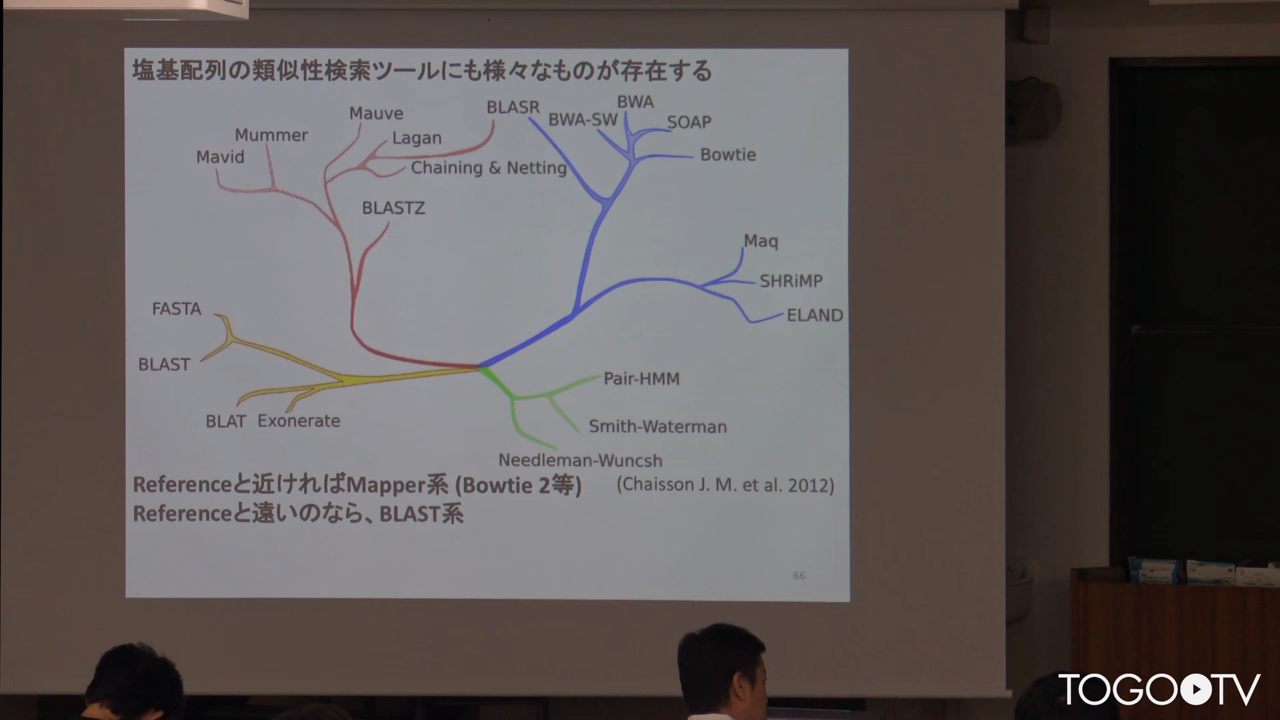 塩基配列の類似性検索ツールにも様々なものが存在する
Mauve
BLASR
BWA
BWA-SW
SOAP
Mummer
Lagan
Mavid
Chaining & Netting
Bowtie
BLASTZ
Maq
SHRiMP
FASTA
ELAND
BLAST
Pair-HMM
BLAT
Exonerate
Smith-Waterman
Needleman-Wuncsh
Referenceと近ければMapper系 (Bowtie 2等)
(Chaisson J. M. et al. 2012)
Referenceと遠いのなら、BLAST系
66
TOGO TV